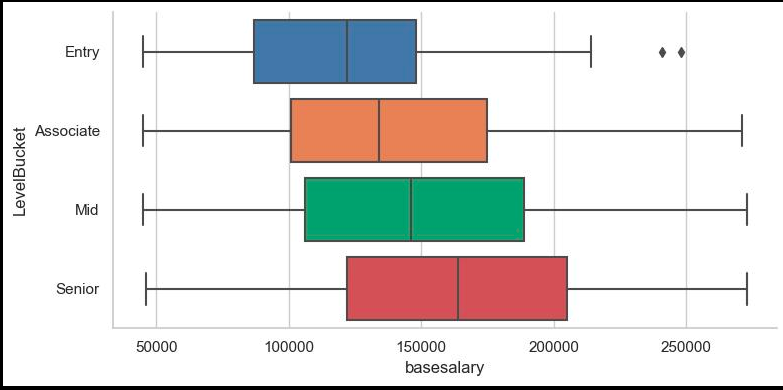 Entry
Associate
Mid
Senior
LevelBucket
50000 100000 150000 200000 250000
basesalary